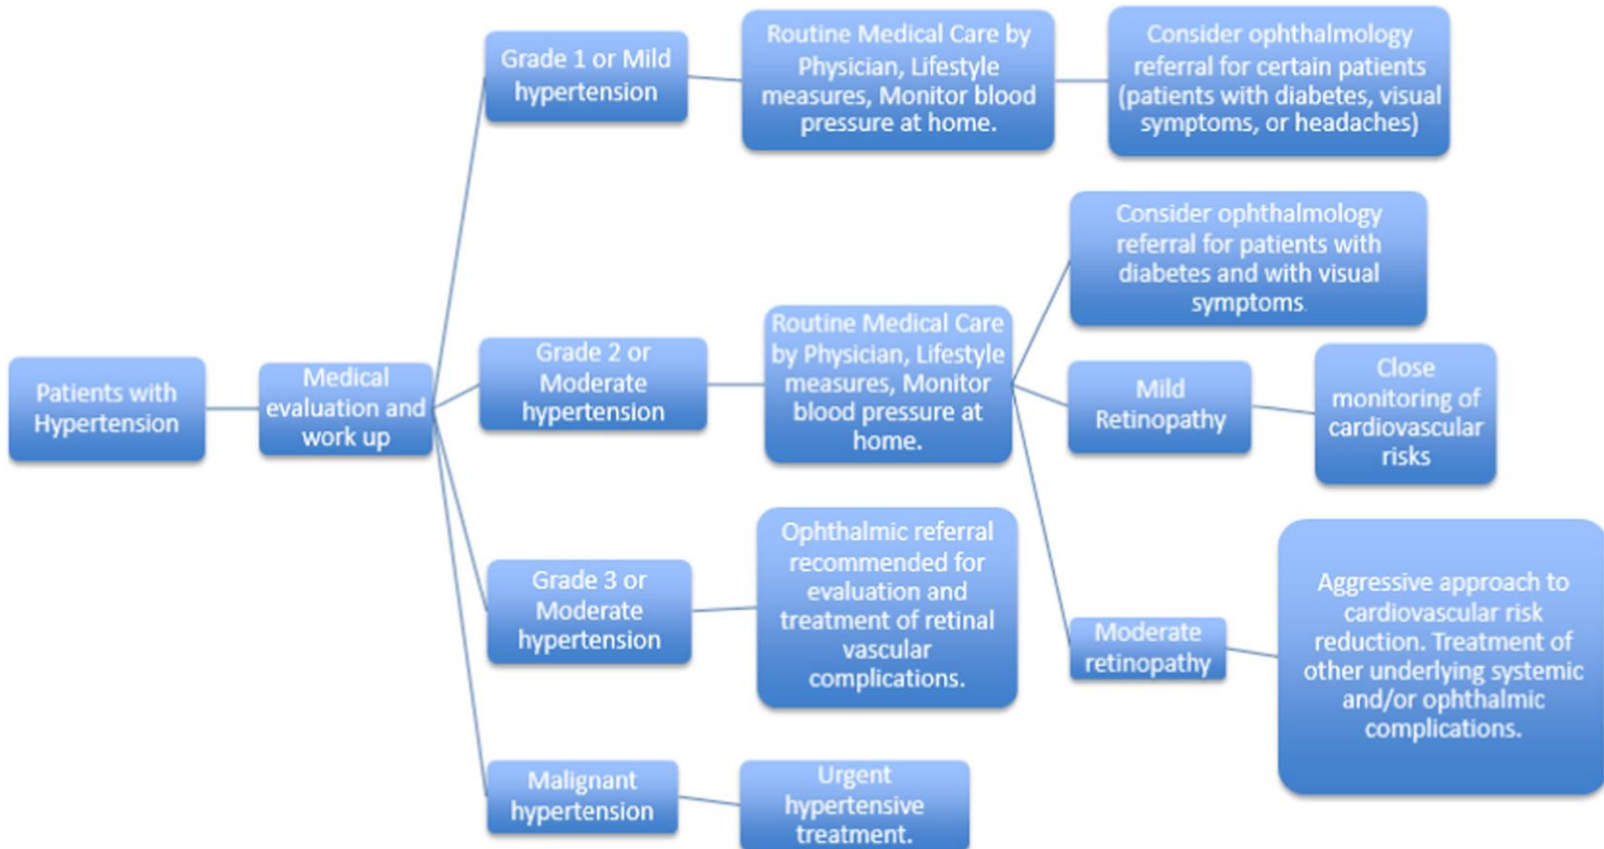 Patients with
Hypertension
Medical
evaluation and
work up
Grade 1 or Mild
hypertension
Routine Medical Care by
Physician, Lifestyle
measures, Monitor blood
pressure at home.
Consider ophthalmology
referral for certain patients
(patients with diabetes, visual
symptoms, or headaches)
Grade 2 or
Moderate
hypertension
Routine Medical Care
by Physician, Lifestyle
measures, Monitor
blood pressure at
home.
Consider ophthalmology
referral for patients with
diabetes and with visual
symptoms.
Mild
Retinopathy
Close
monitoring of
cardiovascular
risks
Moderate
retinopathy
Aggressive approach to
cardiovascular risk
reduction. Treatment of
other underlying systemic
and/or ophthalmic
complications.
Grade 3 or
Moderate
hypertension
Ophthalmic referral
recommended for
evaluation and
treatment of retinal
vascular
complications.
Malignant
hypertension
Urgent
hypertensive
treatment.